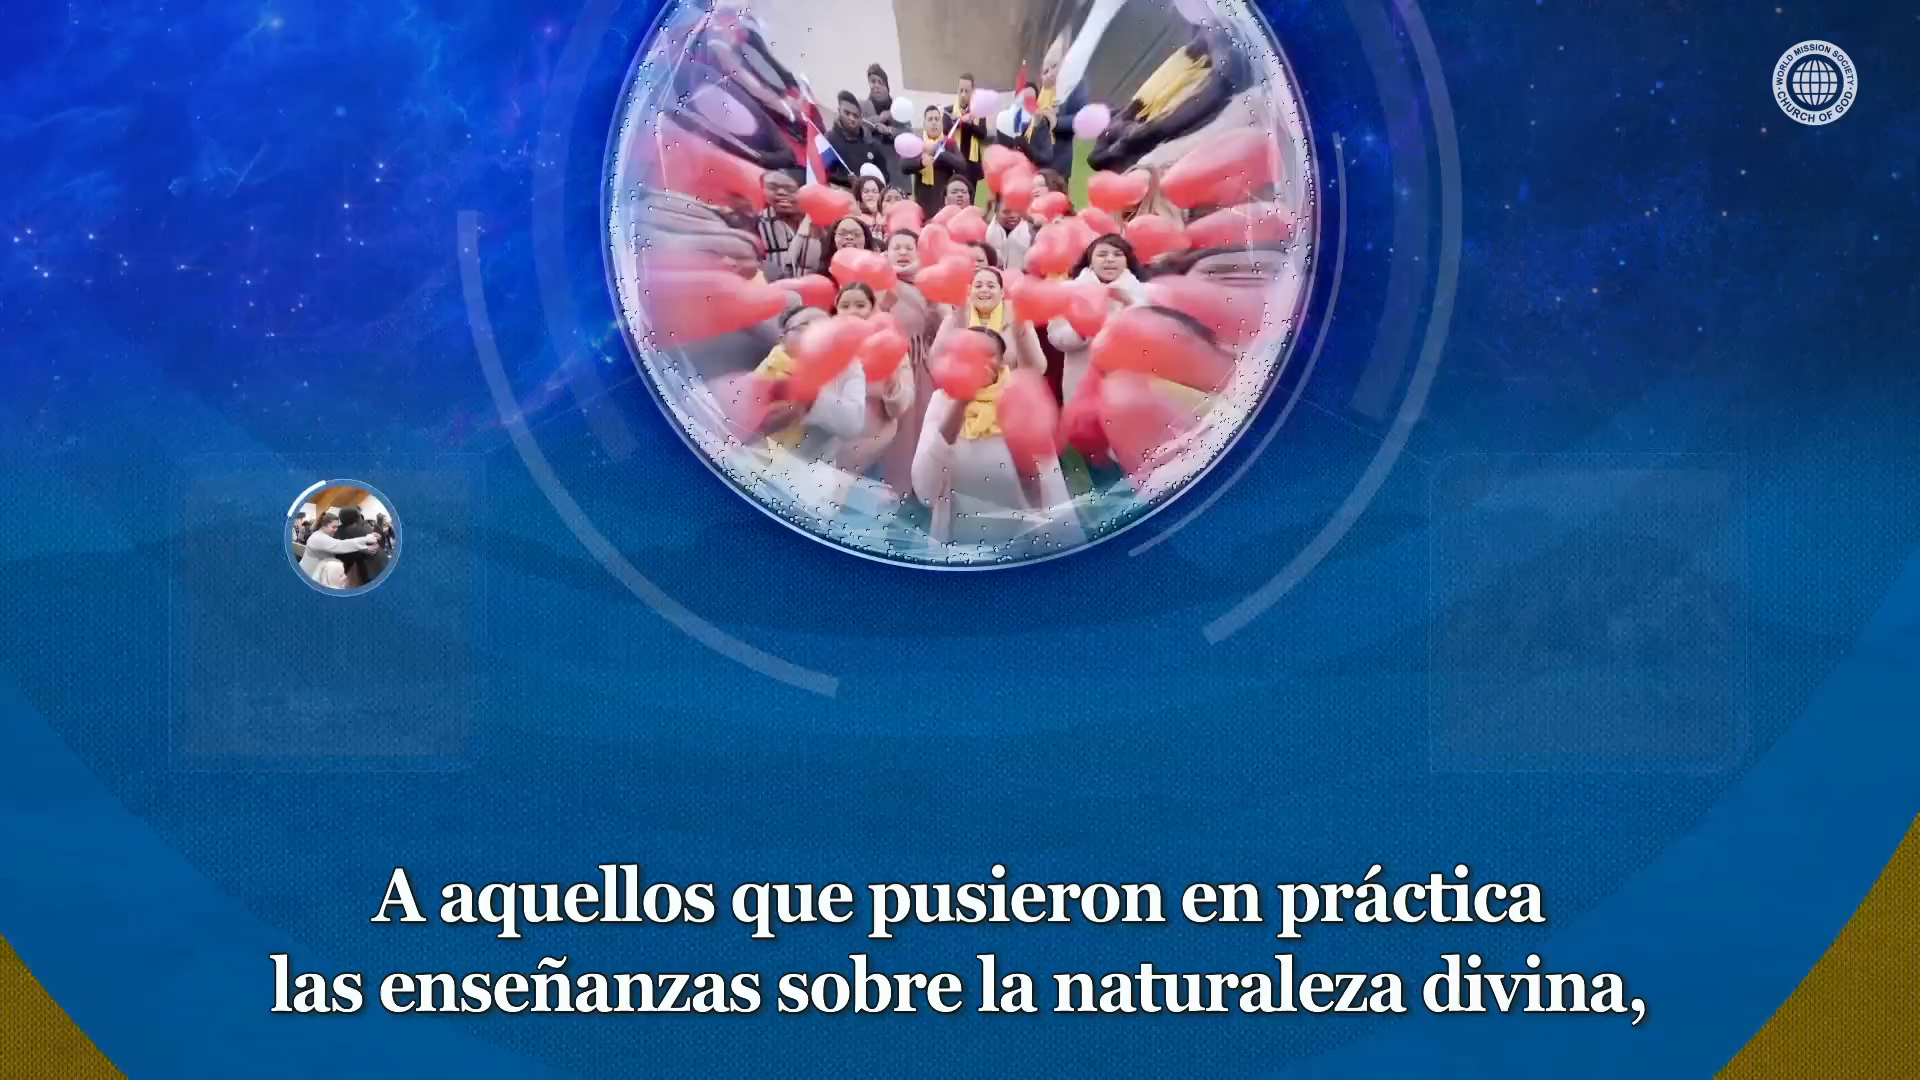 WORLD MISSION SOCIETY
CHURCH OF GOD
A aquellos que pusieron en práctica
las enseñanzas sobre la naturaleza divina,